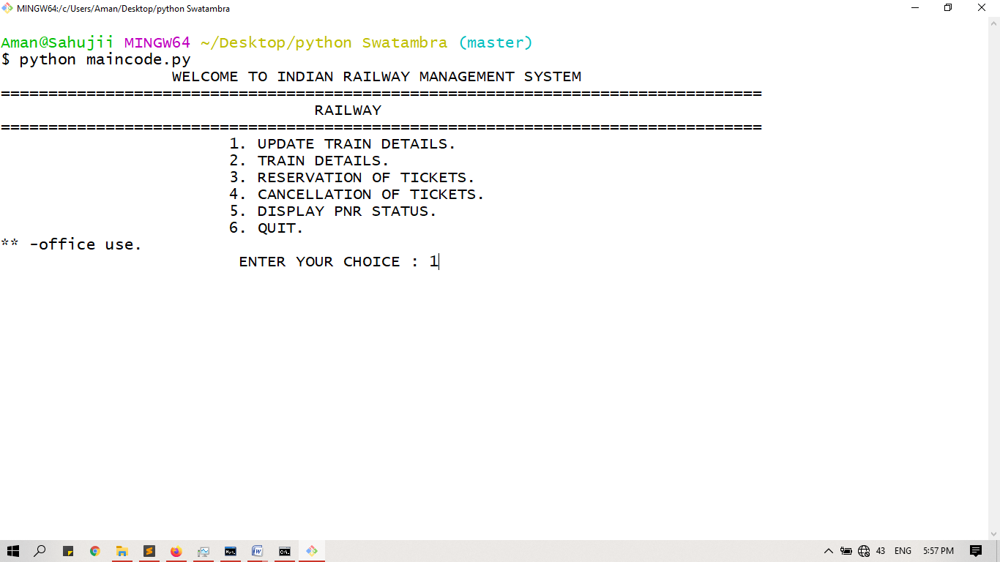 MINGW64:/c/Users/Aman/Desktop/python Swatambra
Aman@Sahujii MINGW64 ~/Desktop/python Swatambra (master)
$ python maincode.py
WELCOME TO INDIAN RAILWAY MANAGEMENT SYSTEM
================================================================================
RAILWAY
================================================================================
1. UPDATE TRAIN DETAILS.
2. TRAIN DETAILS.
3. RESERVATION OF TICKETS.
4. CANCELLATION OF TICKETS.
5. DISPLAY PNR STATUS.
6. QUIT.
** -office use.
ENTER YOUR CHOICE : 1
43 ENG 5:57 PM